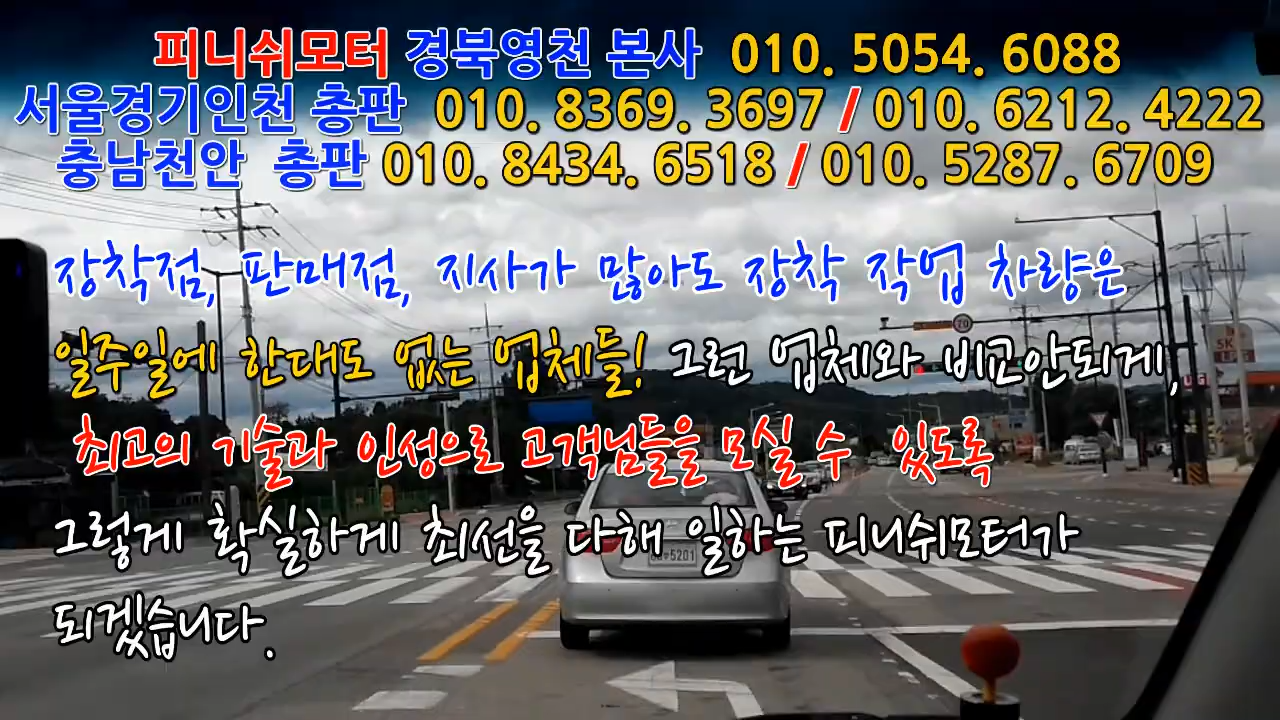 피니쉬모터 경북영천 본사 010. 5054. 6088
서울경기인천 총판 010. 8369. 3697 / 010. 6212. 4222
충남천안 총판 010. 8434. 6518 / 010. 5287. 6709
장착점, 판매점, 지사가 많아도 장착 작업 차량은
일주일에 한대도 없는 업체들! 그런 업체와 비교안되게,
최고의 기술과 인성으로 고객님들을 모실 수 있도록
그렇게 확실하게 최선을 다해 일하는 피니쉬모터가
되겠습니다.
70
SK
5201